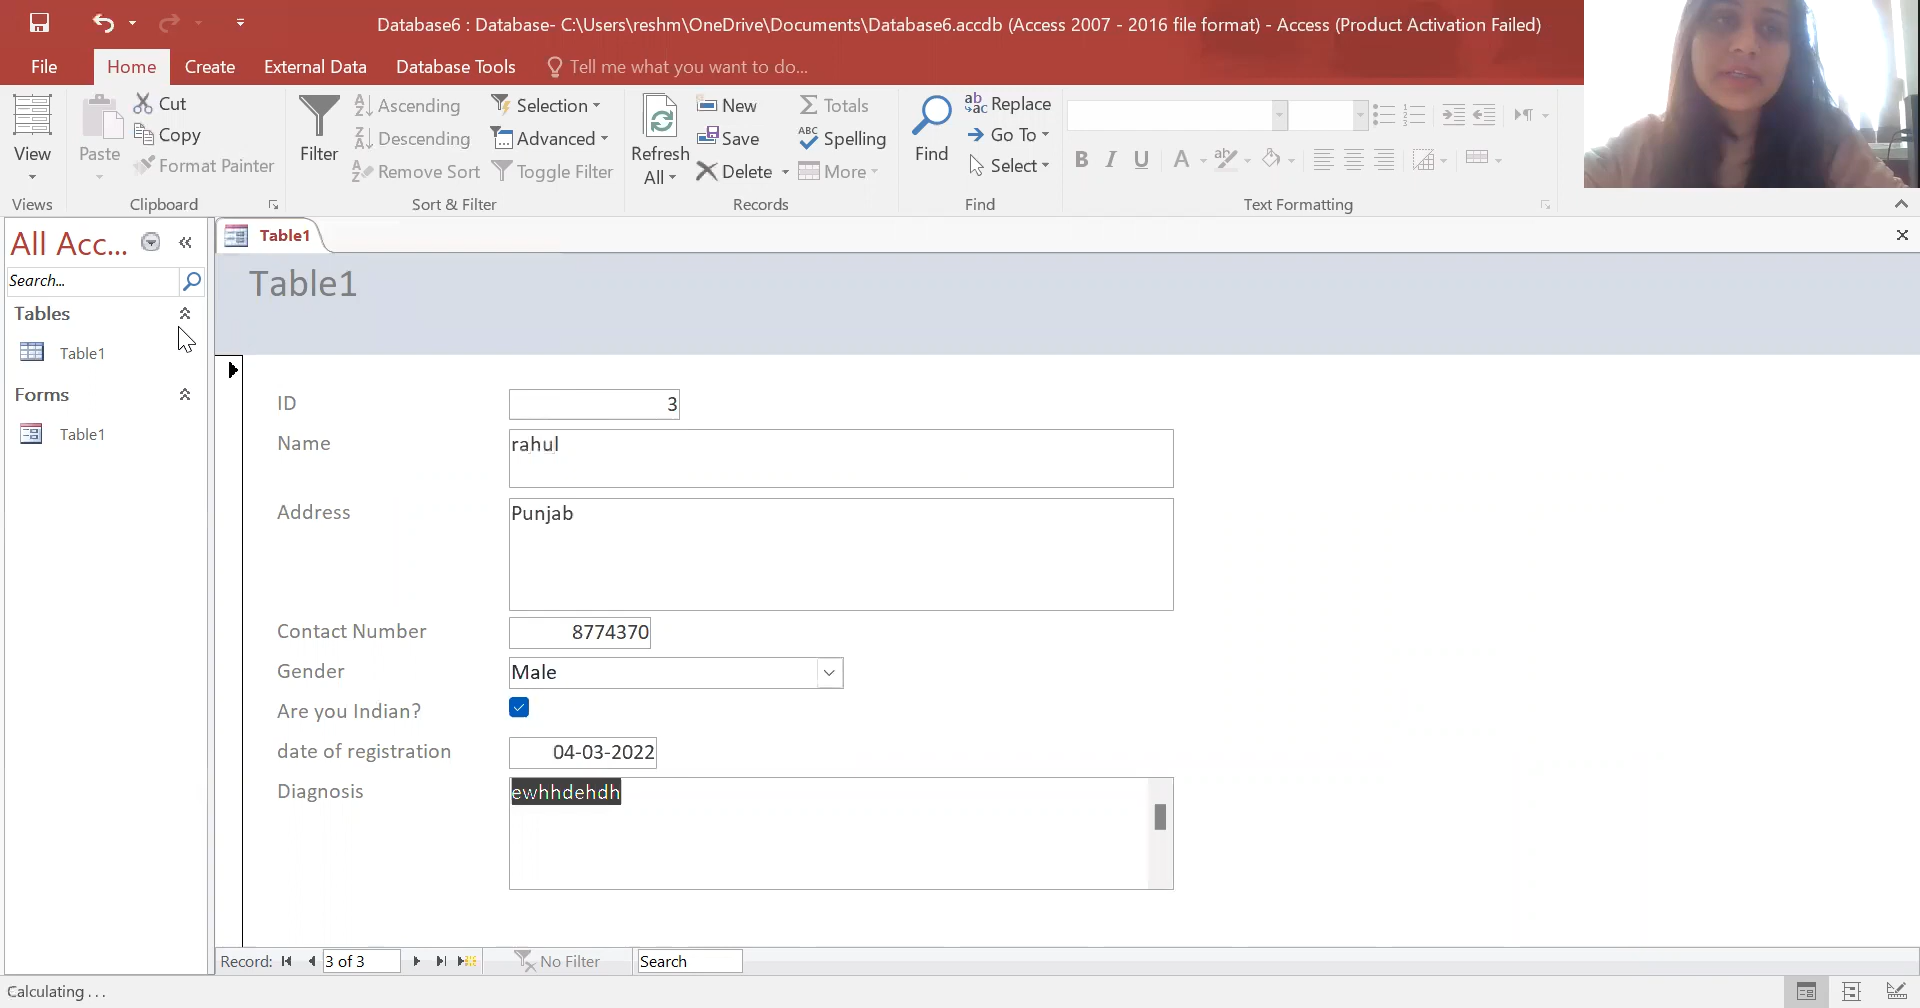 Database6 : Database- C:\Users\reshm\OneDrive\Documents\Database6.accdb (Access 2007 - 2016 file format) - Access (Product Activation Failed)
File Home Create External Data Database Tools Tell me what you want to do...
View
Views
Paste
Cut
Copy
Format Painter
Clipboard
Filter
Ascending
Descending
Remove Sort
Selection
Advanced
Toggle Filter
Sort & Filter
Refresh
All
New
Save
Delete
Totals
Spelling
More
Records
Find
Replace
Go To
Select
Find
B I U A
Text Formatting
All Acc...
Search...
Tables
Table1
Forms
Table1
Table1
Table1
ID 3
Name rahul
Address Punjab
Contact Number 8774370
Gender Male
Are you Indian?
date of registration 04-03-2022
Diagnosis ewhhdehdh
Record: 3 of 3 No Filter Search
Calculating . . .